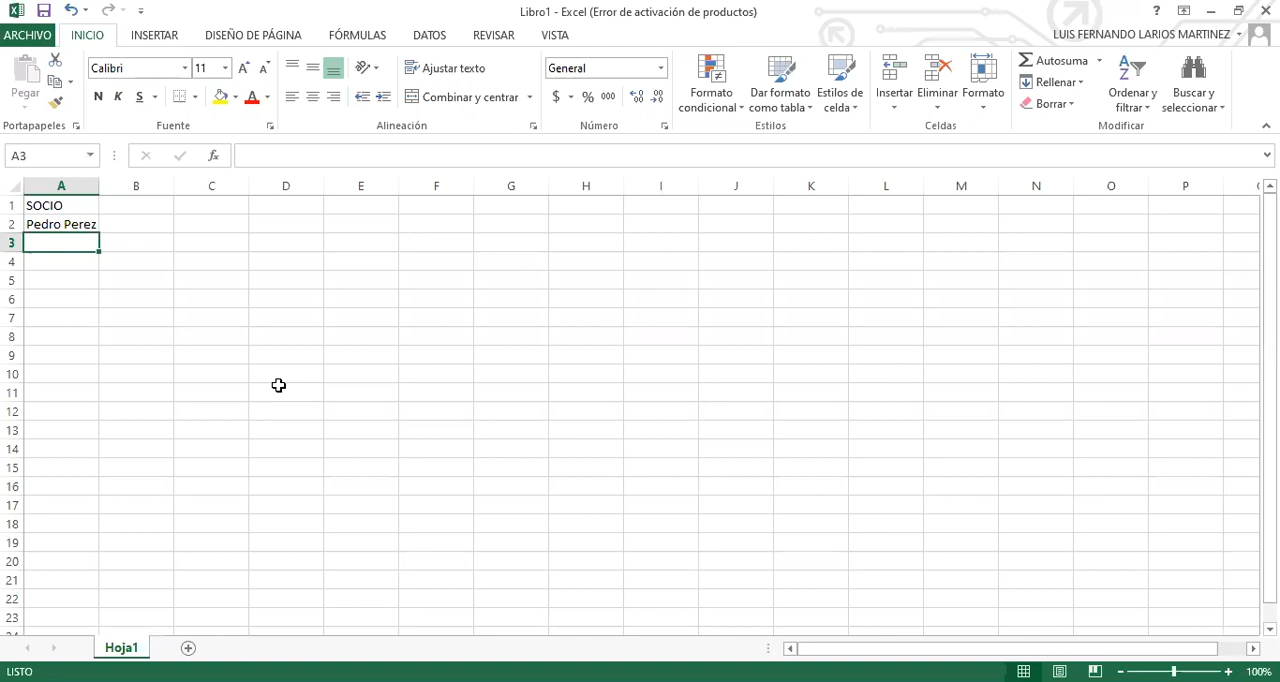 Libro1 - Excel (Error de activación de productos)
?
ARCHIVO INICIO INSERTAR DISEÑO DE PÁGINA FÓRMULAS DATOS REVISAR VISTA LUIS FERNANDO LARIOS MARTINEZ
Pegar
Calibri 11
N K S
A A A
Ajustar texto
Combinar y centrar
General
$ % 000
Formato condicional
Dar formato como tabla
Estilos de celda
Insertar Eliminar Formato
Autosuma
Rellenar
Borrar
Ordenar y filtrar
Buscar y seleccionar
Portapapeles Fuente Alineación Número Estilos Celdas Modificar
A3 fx
A B C D E F G H I J K L M N O P
1 SOCIO
2 Pedro Perez
3
4
5
6
7
8
9
10
11
12
13
14
15
16
17
18
19
20
21
22
23
Hoja1
LISTO 100%